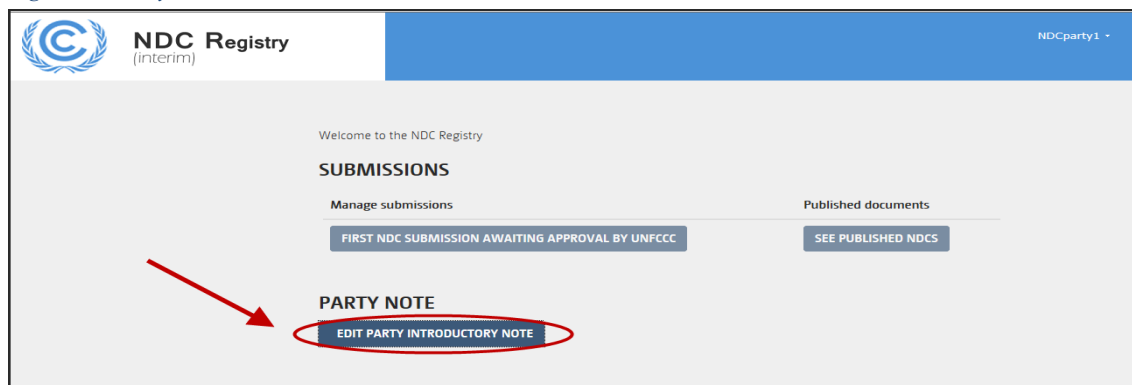 NDC Registry
(interim)
NDCparty1
Welcome to the NDC Registry
SUBMISSIONS
Manage submissions
Published documents
FIRST NDC SUBMISSION AWAITING APPROVAL BY UNFCCC
SEE PUBLISHED NDCS
PARTY NOTE
EDIT PARTY INTRODUCTORY NOTE